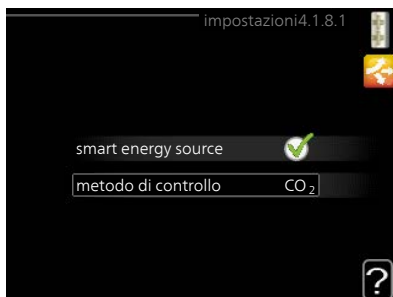 impostazioni4.1.8.1
smart energy source
metodo di controllo CO₂
?